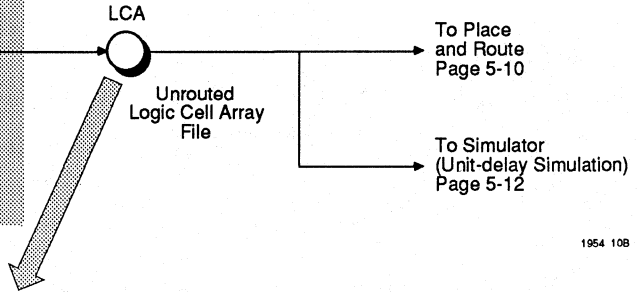 LCA
Unrouted
Logic Cell Array
File
To Place
and Route
Page 5-10
To Simulator
(Unit-delay Simulation)
Page 5-12
1954 10B